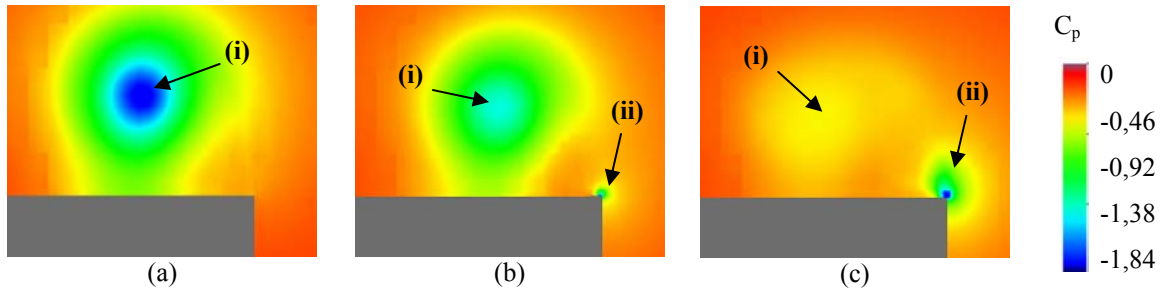 (i)
(a)
(i)
(ii)
(b)
(i)
(ii)
(c)
Cp
0
-0,46
-0,92
-1,38
-1,84